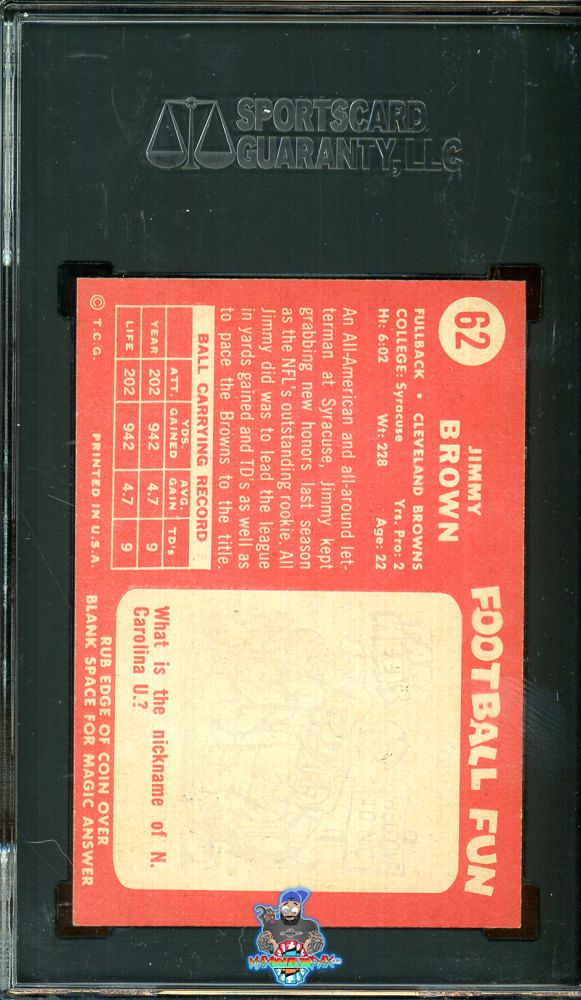 SPORTSCARD
GUARANTY, LLC
62
JIMMY
BROWN
FULLBACK • CLEVELAND BROWNS
COLLEGE: Syracuse Yrs. Pro: 2
Ht: 6:02 Wt: 228 Age: 22
An All-American and all-around let-
terman at Syracuse, Jimmy kept
grabbing new honors last season
as the NFL's outstanding rookie. All
Jimmy did was to lead the league
in yards gained and TD's as well as
to pace the Browns to the title.
BALL CARRYING RECORD
ATT. YDS. GAINED AVG GAIN TD's
YEAR 202 942 4.7 9
LIFE 202 942 4.7 9
© T.C.G. PRINTED IN U.S.A.
FOOTBALL FUN
WELCOME
What is the nickname of N.
Carolina U.?
RUB EDGE OF COIN OVER
BLANK SPACE FOR MAGIC ANSWER